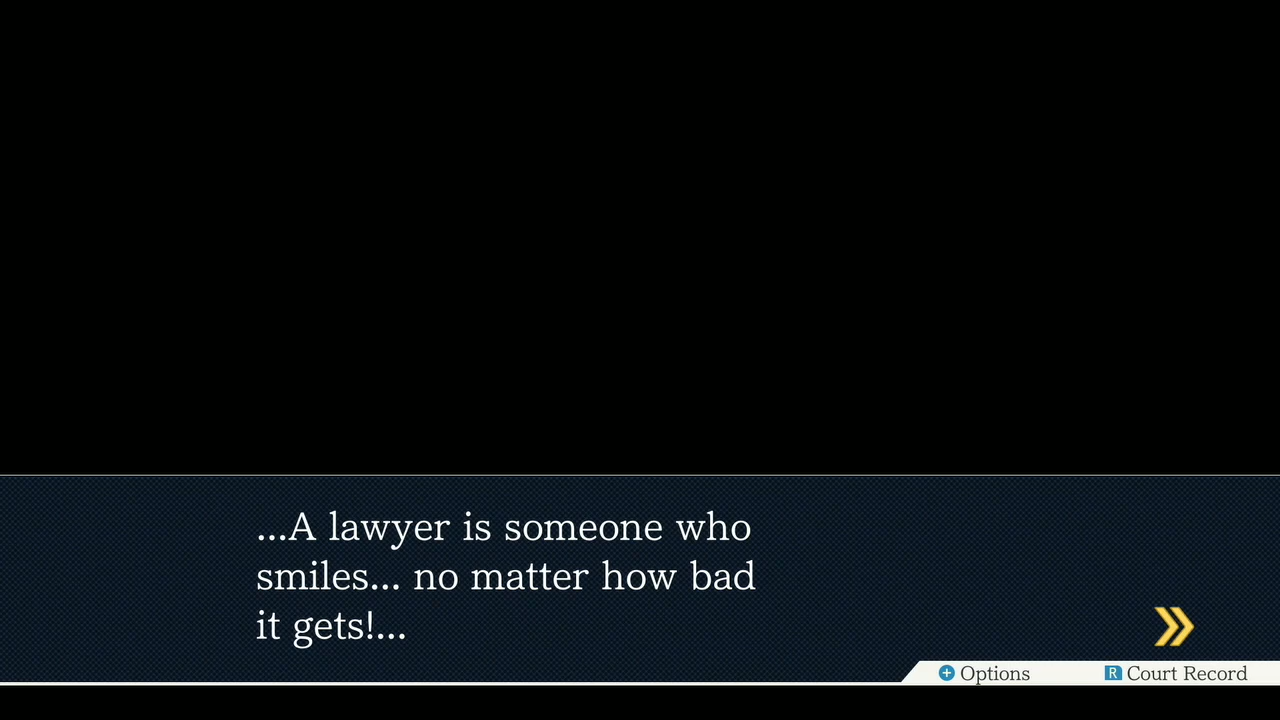 ...A lawyer is someone who
smiles... no matter how bad
it gets!...
+ Options
R Court Record